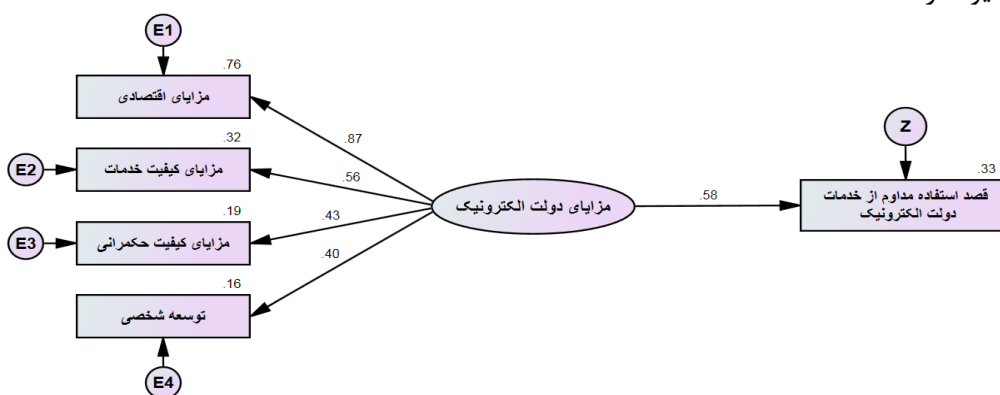 E1
.76
مزایای اقتصادی
.87
Z
.32
.33
E2
مزایای کیفیت خدمات
.56
مزایای دولت الکترونیک
.58
قصد استفاده مداوم از خدمات
دولت الکترونیک
.19
.43
E3
مزایای کیفیت حکمرانی
.40
.16
توسعه شخصی
E4